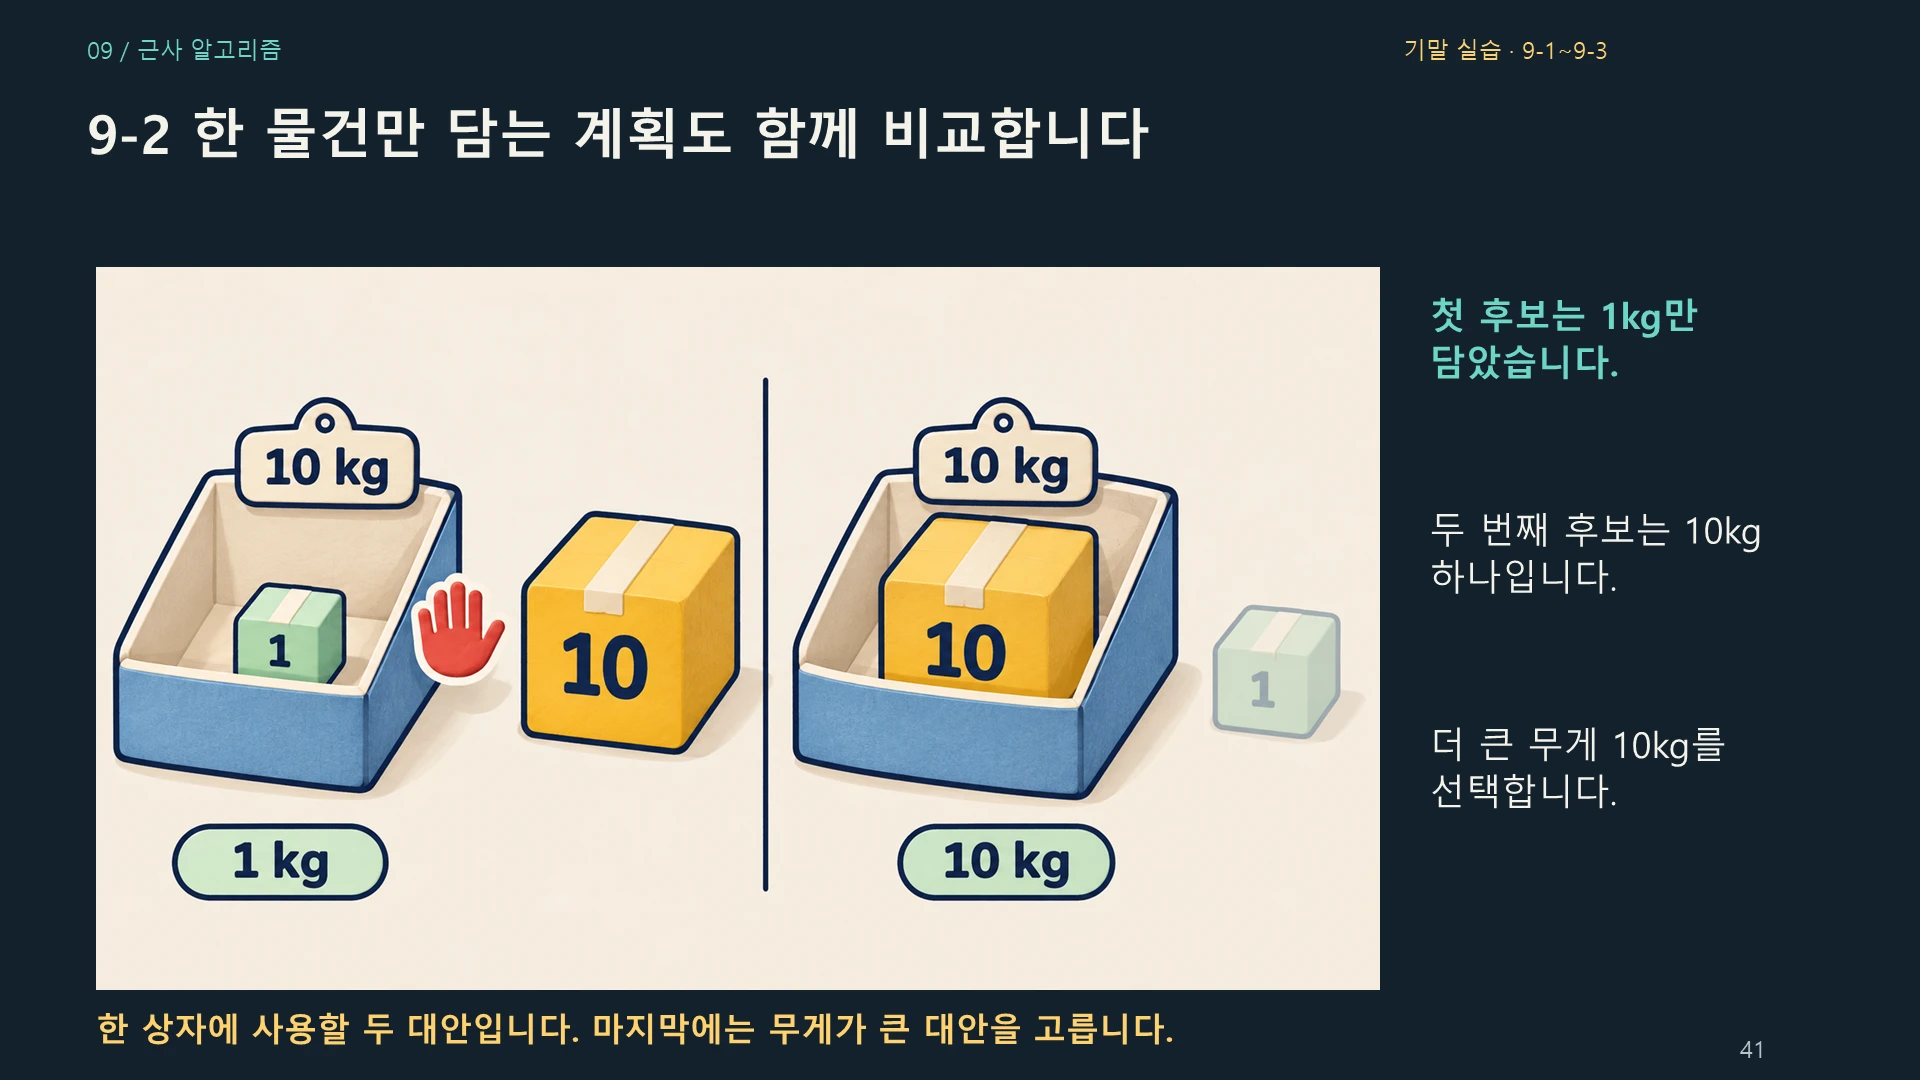 09 / 근사 알고리즘
기말 실습 · 9-1~9-3
9-2 한 물건만 담는 계획도 함께 비교합니다
10 kg
1
10
1 kg
10 kg
10
1
10 kg
첫 후보는 1kg만
담았습니다.
두 번째 후보는 10kg
하나입니다.
더 큰 무게 10kg를
선택합니다.
한 상자에 사용할 두 대안입니다. 마지막에는 무게가 큰 대안을 고릅니다.
41